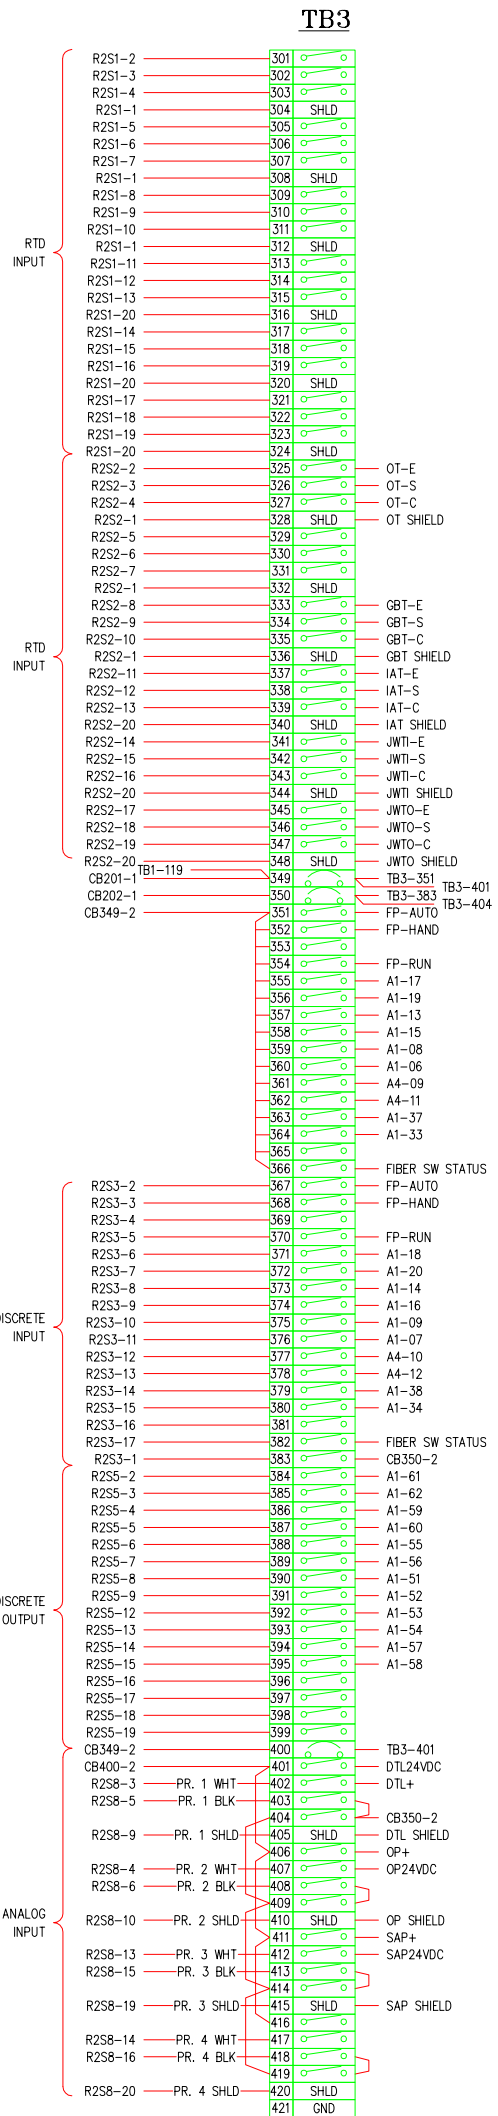 TB3
R2S1-2 301
R2S1-3 302
R2S1-4 303
R2S1-1 304 SHLD
R2S1-5 305
R2S1-6 306
R2S1-7 307
R2S1-1 308 SHLD
R2S1-8 309
R2S1-9 310
R2S1-10 311
RTD R2S1-1 312 SHLD
INPUT R2S1-11 313
R2S1-12 314
R2S1-13 315
R2S1-20 316 SHLD
R2S1-14 317
R2S1-15 318
R2S1-16 319
R2S1-20 320 SHLD
R2S1-17 321
R2S1-18 322
R2S1-19 323
R2S1-20 324 SHLD
R2S2-2 325 OT-E
R2S2-3 326 OT-S
R2S2-4 327 OT-C
R2S2-1 328 SHLD OT SHIELD
R2S2-5 329
R2S2-6 330
R2S2-7 331
R2S2-1 332 SHLD
R2S2-8 333 GBT-E
R2S2-9 334 GBT-S
R2S2-10 335 GBT-C
RTD R2S2-1 336 SHLD GBT SHIELD
INPUT R2S2-11 337 IAT-E
R2S2-12 338 IAT-S
R2S2-13 339 IAT-C
R2S2-20 340 SHLD IAT SHIELD
R2S2-14 341 JWTI-E
R2S2-15 342 JWTI-S
R2S2-16 343 JWTI-C
R2S2-20 344 SHLD JWTI SHIELD
R2S2-17 345 JWTO-E
R2S2-18 346 JWTO-S
R2S2-19 347 JWTO-C
R2S2-20 348 SHLD JWTO SHIELD
TB1-119
CB201-1 349 TB3-351
TB3-401
CB202-1 350 TB3-383
TB3-404
CB349-2 351 FP-AUTO
352 FP-HAND
353
354 FP-RUN
355 A1-17
356 A1-19
357 A1-13
358 A1-15
359 A1-08
360 A1-06
361 A4-09
362 A4-11
363 A1-37
364 A1-33
365
366 FIBER SW STATUS
R2S3-2 367 FP-AUTO
R2S3-3 368 FP-HAND
R2S3-4 369
R2S3-5 370 FP-RUN
R2S3-6 371 A1-18
R2S3-7 372 A1-20
R2S3-8 373 A1-14
R2S3-9 374 A1-16
ISCRETE R2S3-10 375 A1-09
INPUT R2S3-11 376 A1-07
R2S3-12 377 A4-10
R2S3-13 378 A4-12
R2S3-14 379 A1-38
R2S3-15 380 A1-34
R2S3-16 381
R2S3-17 382 FIBER SW STATUS
R2S3-1 383 CB350-2
R2S5-2 384 A1-61
R2S5-3 385 A1-62
R2S5-4 386 A1-59
R2S5-5 387 A1-60
R2S5-6 388 A1-55
R2S5-7 389 A1-56
R2S5-8 390 A1-51
R2S5-9 391 A1-52
ISCRETE R2S5-12 392 A1-53
OUTPUT R2S5-13 393 A1-54
R2S5-14 394 A1-57
R2S5-15 395 A1-58
R2S5-16 396
R2S5-17 397
R2S5-18 398
R2S5-19 399
CB349-2 400 TB3-401
CB400-2 401 DTL24VDC
R2S8-3 PR. 1 WHT 402 DTL+
R2S8-5 PR. 1 BLK 403
404 CB350-2
R2S8-9 PR. 1 SHLD 405 SHLD DTL SHIELD
406 OP+
R2S8-4 PR. 2 WHT 407 OP24VDC
R2S8-6 PR. 2 BLK 408
409
ANALOG R2S8-10 PR. 2 SHLD 410 SHLD OP SHIELD
INPUT 411 SAP+
R2S8-13 PR. 3 WHT 412 SAP24VDC
R2S8-15 PR. 3 BLK 413
414
R2S8-19 PR. 3 SHLD 415 SHLD SAP SHIELD
416
R2S8-14 PR. 4 WHT 417
R2S8-16 PR. 4 BLK 418
419
R2S8-20 PR. 4 SHLD 420 SHLD
421 GND